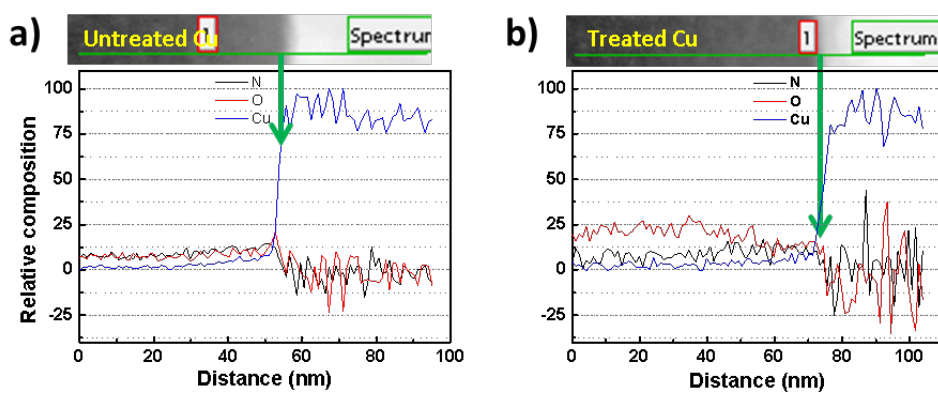 a)
Untreated Cu
1
Spectrum
N
O
Cu
Relative composition
100
75
50
25
0
-25
0 20 40 60 80 100
Distance (nm)
b)
Treated Cu
1
Spectrum
N
O
Cu
100
75
50
25
0
-25
0 20 40 60 80 100
Distance (nm)